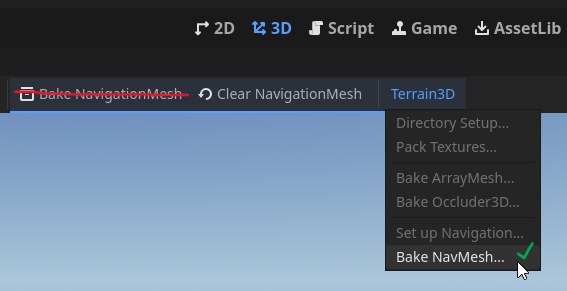 2D 3D Script Game AssetLib
Bake NavigationMesh Clear NavigationMesh Terrain3D
Directory Setup...
Pack Textures...
Bake ArrayMesh...
Bake Occluder3D...
Set up Navigation...
Bake NavMesh...